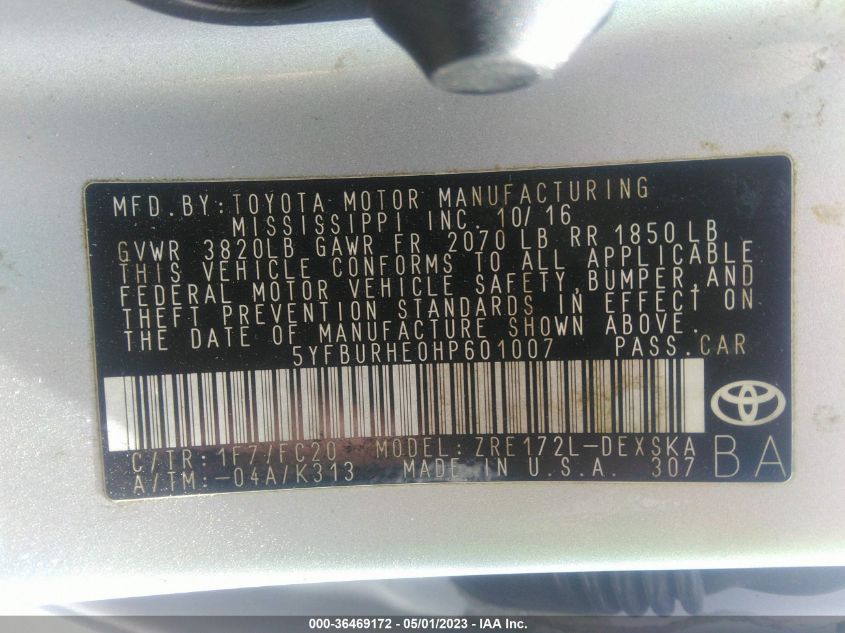 MFD.BY:TOYOTA MOTOR MANUFACTURING
MISSISSIPPI INC. 10/16
GVWR 3820LB GAWR FR 2070 LB RR 1850 LB
THIS VEHICLE CONFORMS TO ALL APPLICABLE
FEDERAL MOTOR VEHICLE SAFETY,BUMPER,AND
THEFT PREVENTION STANDARDS IN EFFECT ON
THE DATE OF MANUFACTURE SHOWN ABOVE.
5YFBURHE0HP601007 PASS.CAR
C/TR: 1F7/FC20 MODEL: ZRE172L-DEXSKA
A/TM:-04A/K313 MADE IN U.S.A. 307 BA
000-36469172 - 05/01/2023 - IAA Inc.